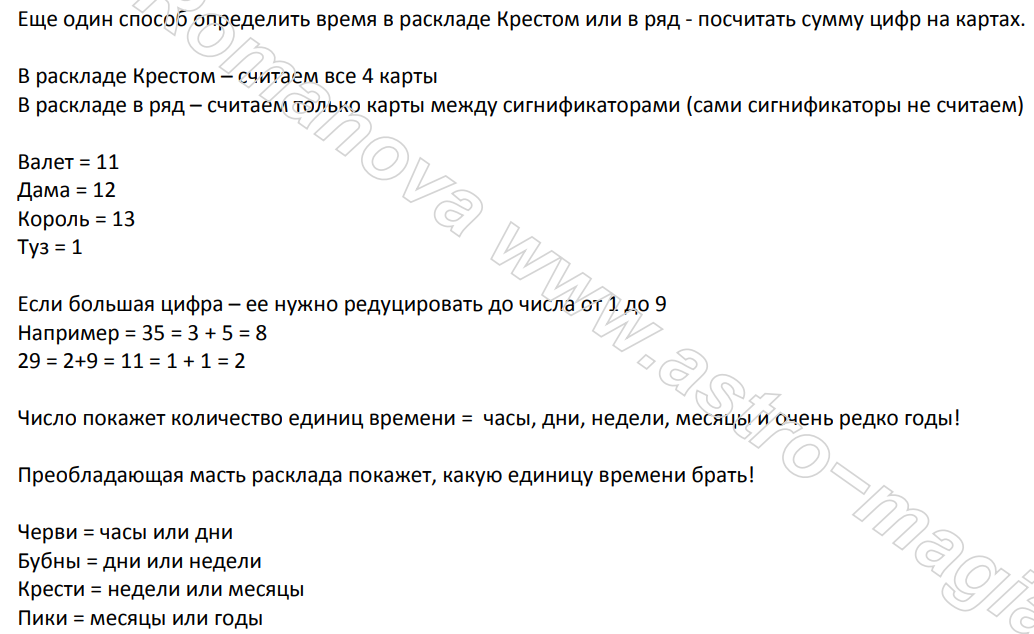 Еще один способ определить время в раскладе Крестом или в ряд - посчитать сумму цифр на картах.
В раскладе Крестом – считаем все 4 карты
В раскладе в ряд – считаем только карты между сигнификаторами (сами сигнификаторы не считаем)
Валет = 11
Дама = 12
Король = 13
Туз = 1
Если большая цифра – ее нужно редуцировать до числа от 1 до 9
Например = 35 = 3 + 5 = 8
29 = 2+9 = 11 = 1 + 1 = 2
Число покажет количество единиц времени =  часы, дни, недели, месяцы и очень редко годы!
Преобладающая масть расклада покажет, какую единицу времени брать!
Черви = часы или дни
Бубны = дни или недели
Крести = недели или месяцы
Пики = месяцы или годы
Romanova www.astro-magia